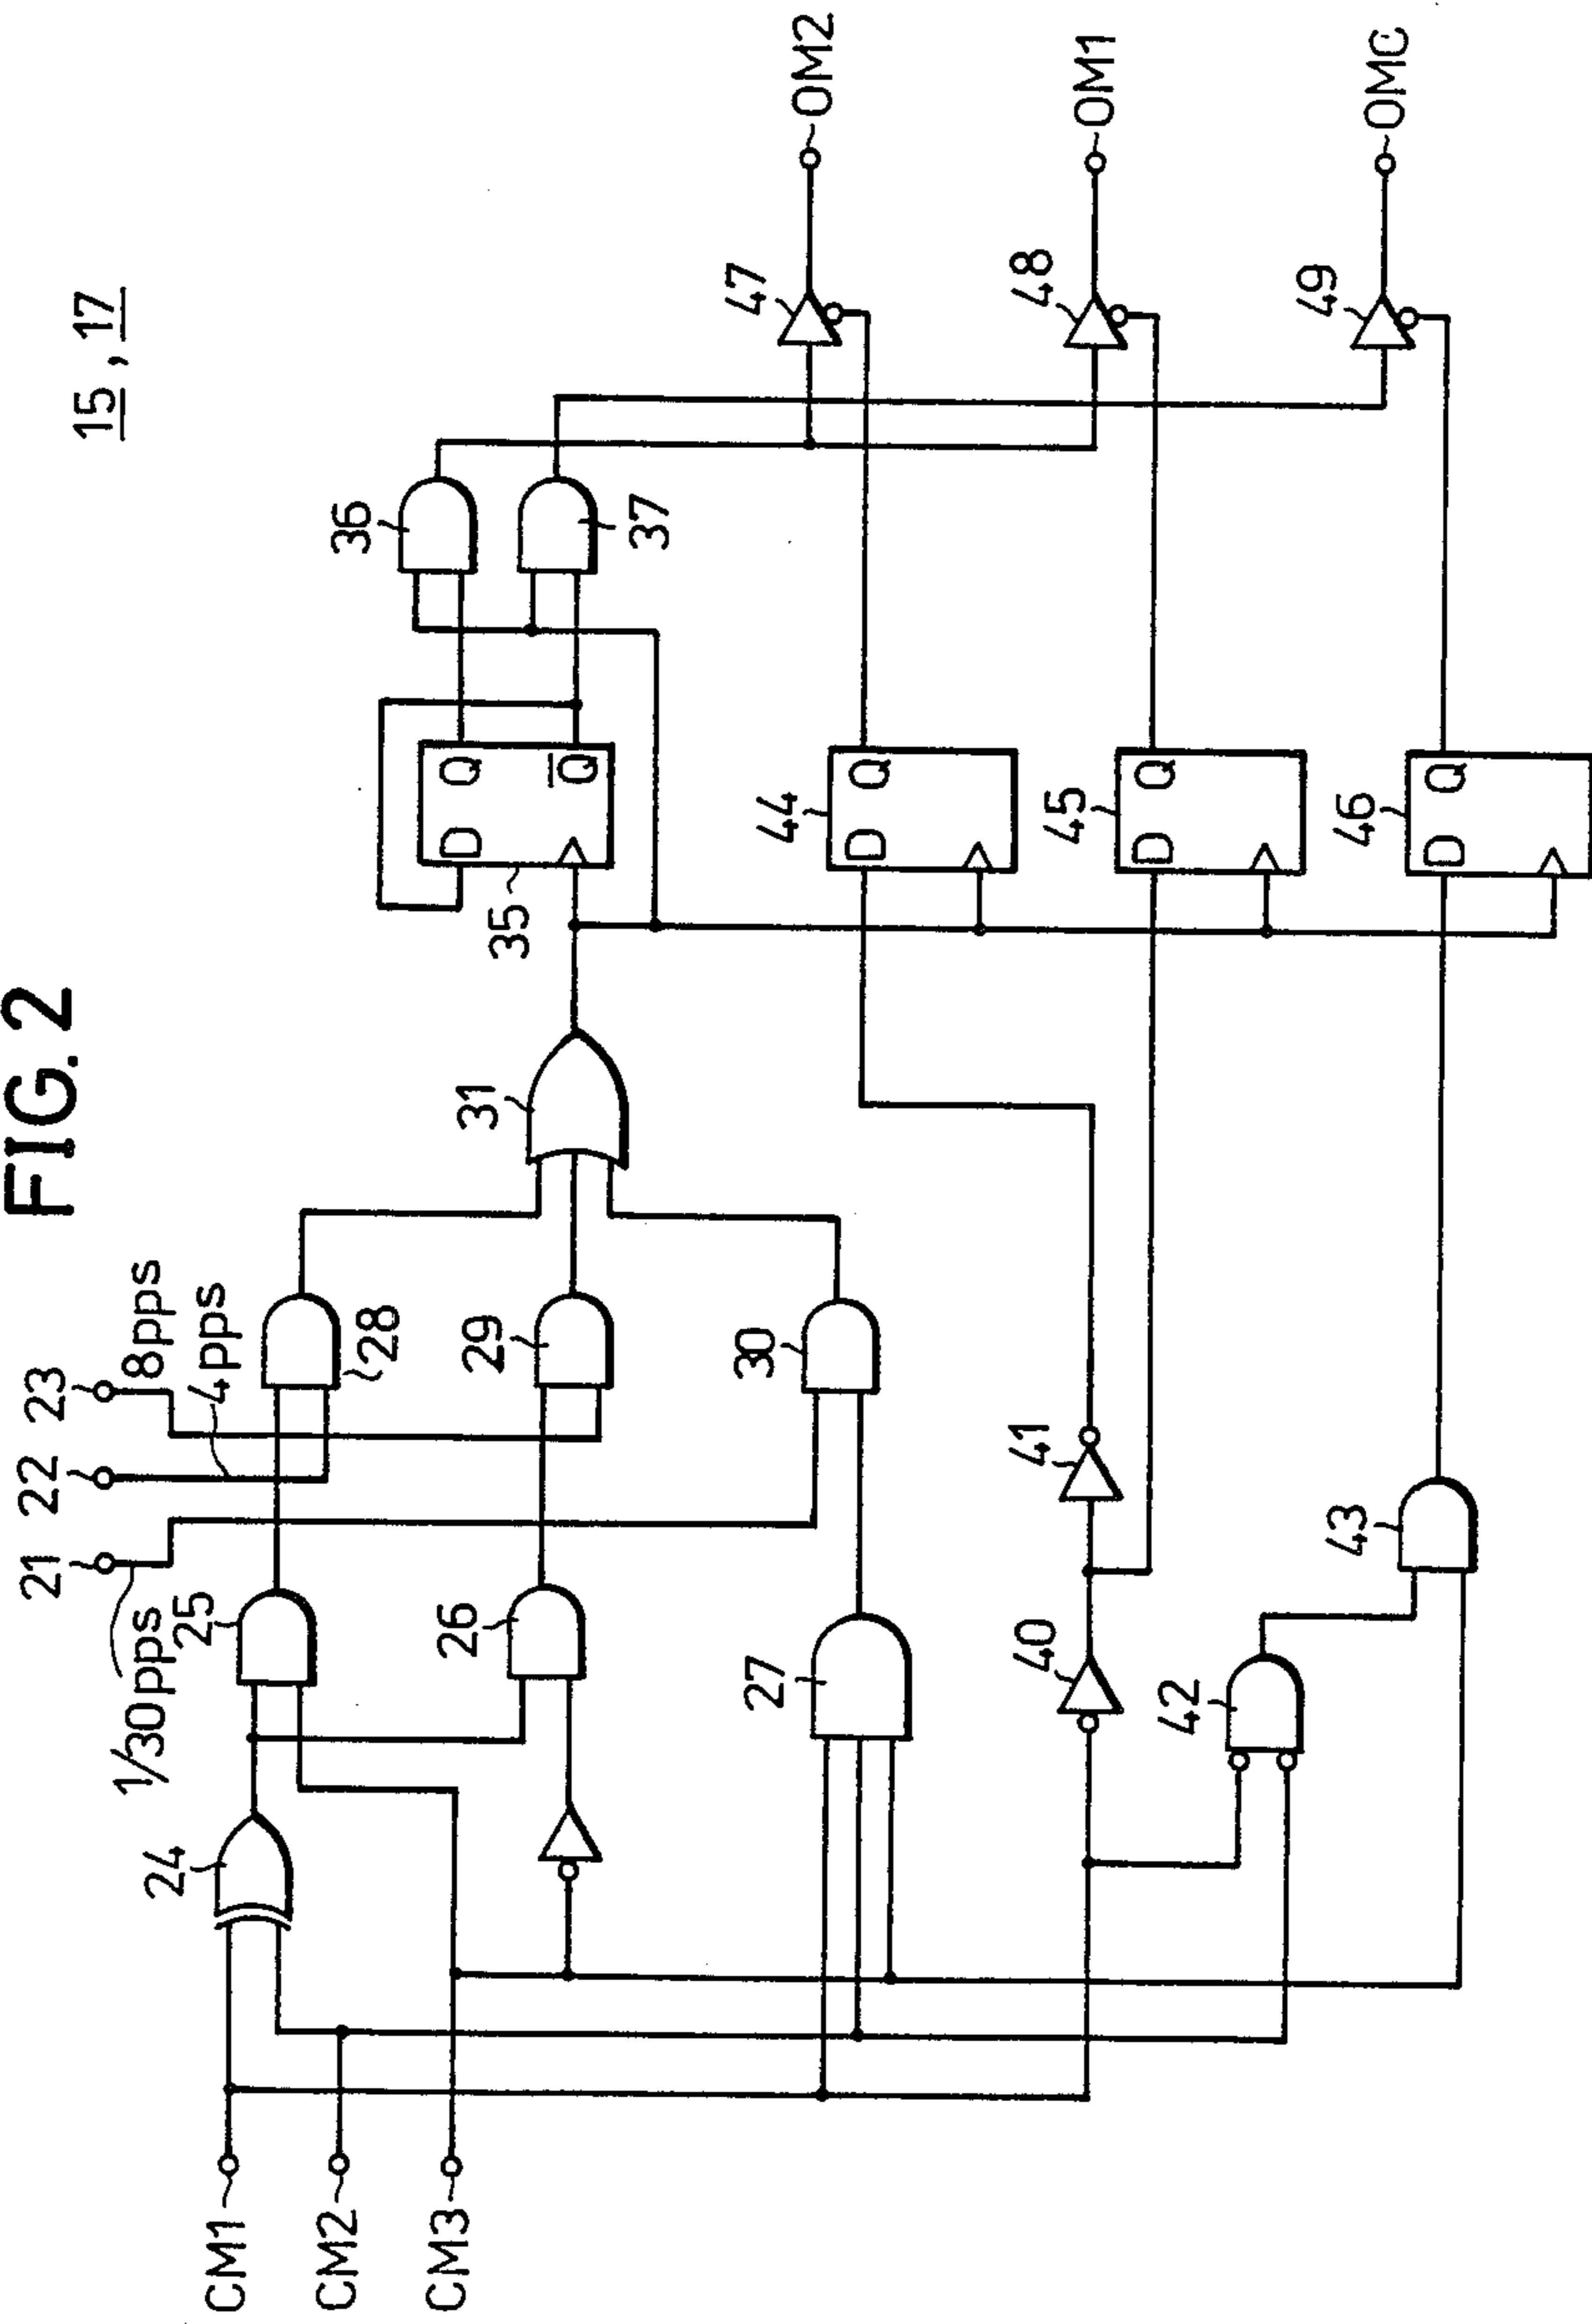 FIG. 2
15, 17
21
22
23
1/30pps
4pps
8pps
24
25
26
27
28
29
30
31
35
D
Q
Q̅
36
37
CM1
CM2
CM3
40
41
42
43
44
D
Q
45
D
Q
46
D
Q
47
48
49
OM2
OM1
OMC